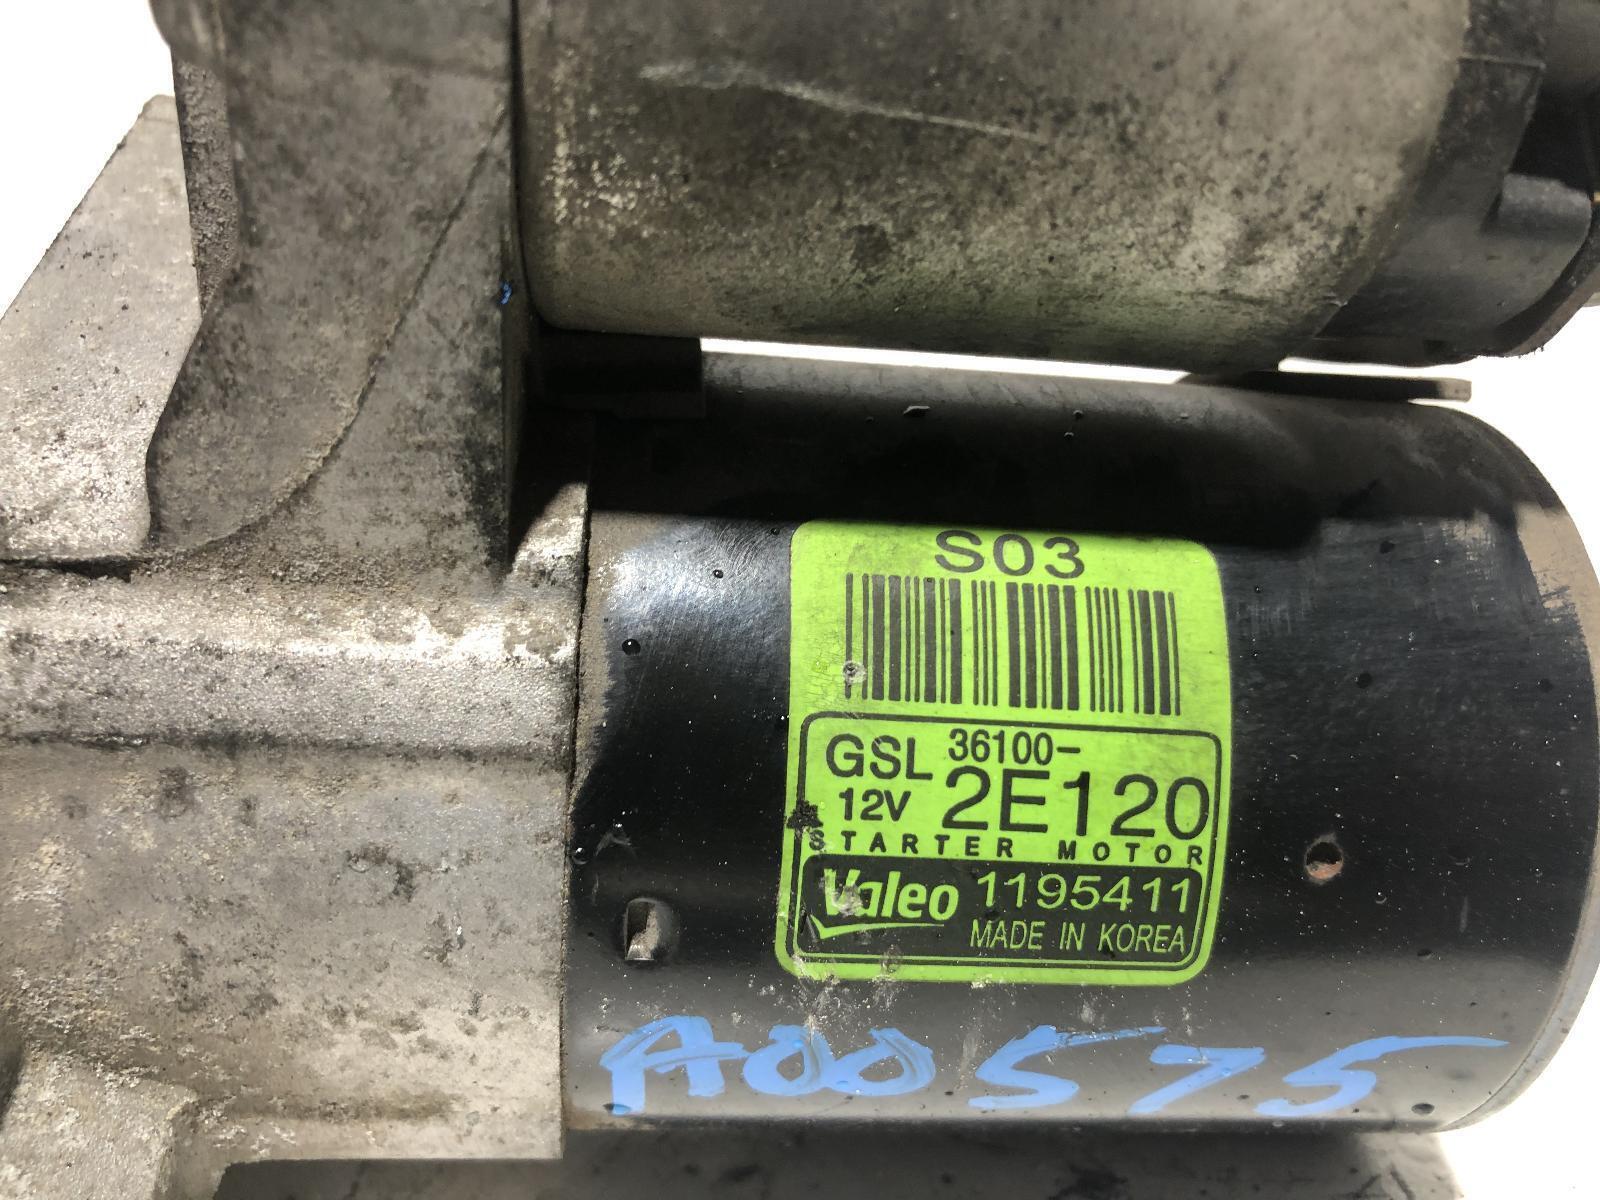 S03
GSL 36100-
12V 2E120
STARTER MOTOR
Valeo 1195411
MADE IN KOREA
A00575